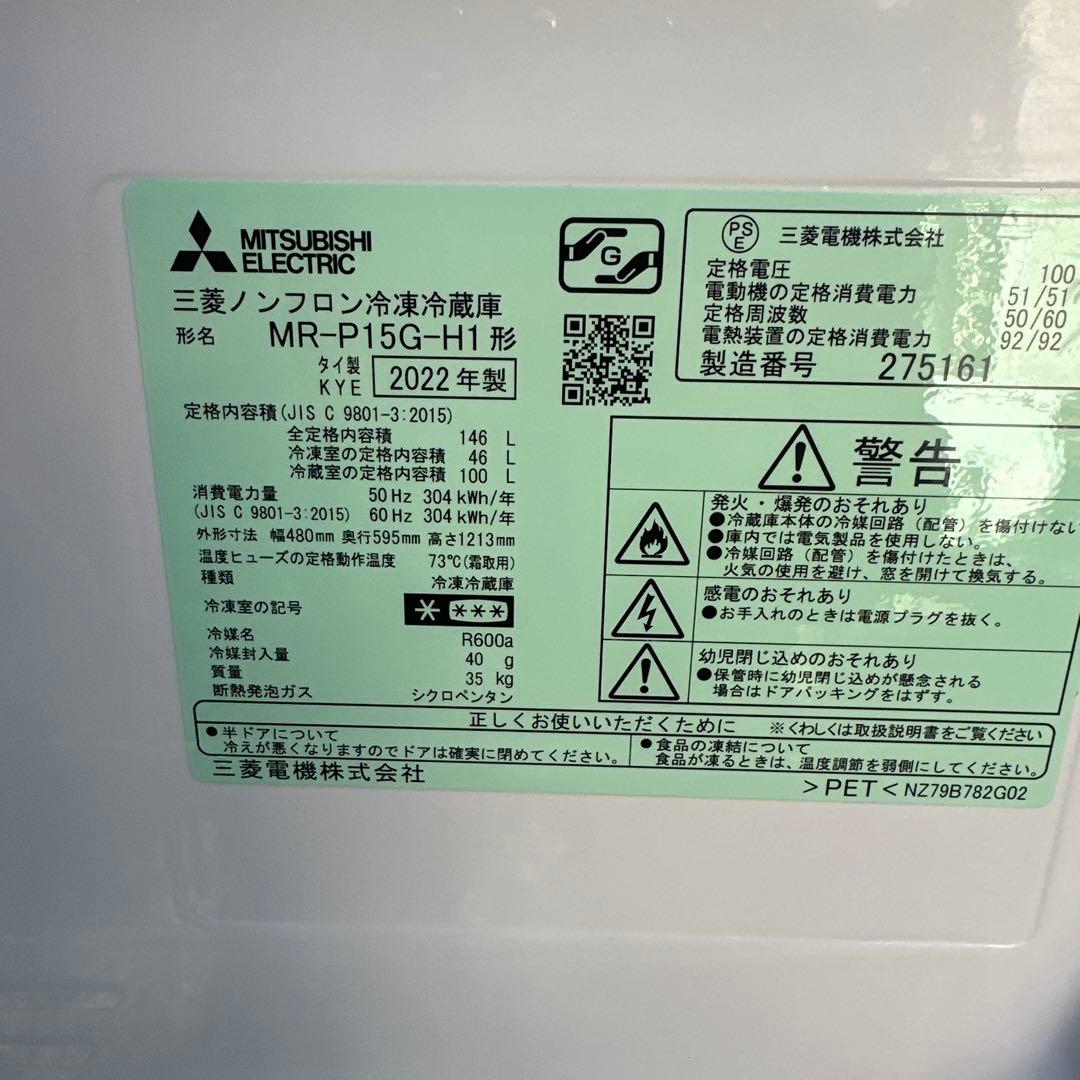 MITSUBISHI
ELECTRIC
三菱ノンフロン冷凍冷蔵庫
形名 MR-P15G-H1形
タイ製
KYE 2022年製
定格内容積(JIS C 9801-3:2015)
全定格内容積 146 L
冷凍室の定格内容積 46 L
冷蔵室の定格内容積 100 L
消費電力量 50Hz 304kWh/年
(JIS C 9801-3:2015) 60Hz 304kWh/年
外形寸法 幅480mm 奥行595mm 高さ1213mm
温度ヒューズの定格動作温度 73℃(霜取用)
種類 冷凍冷蔵庫
冷凍室の記号 * ***
冷媒名 R600a
冷媒封入量 40 g
質量 35 kg
断熱発泡ガス シクロペンタン
G
PS
E
三菱電機株式会社
定格電圧 100
電動機の定格消費電力 51/51
定格周波数 50/60
電熱装置の定格消費電力 92/92
製造番号 275161
警告
発火・爆発のおそれあり
●冷蔵庫本体の冷媒回路(配管)を傷付けない
●庫内では電気製品を使用しない。
●冷媒回路(配管)を傷付けたときは、
火気の使用を避け、窓を開けて換気する。
感電のおそれあり
●お手入れのときは電源プラグを抜く。
幼児閉じ込めのおそれあり
●保管時に幼児閉じ込めが懸念される
場合はドアパッキングをはずす。
正しくお使いいただくために ※くわしくは取扱説明書をご覧ください
●半ドアについて
冷えが悪くなりますのでドアは確実に閉めてください。
●食品の凍結について
食品が凍るときは、温度調節を弱側にしてください。
三菱電機株式会社
>PET< NZ79B782G02